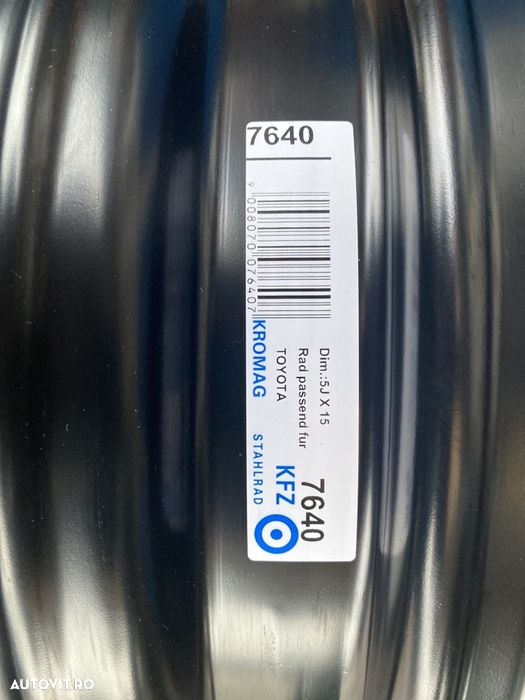 7640
9 008070 076407
Dim.:5J X 15
Rad passend fur
TOYOTA
7640
KROMAG
KFZ
STAHLRAD
AUTOVIT.RO